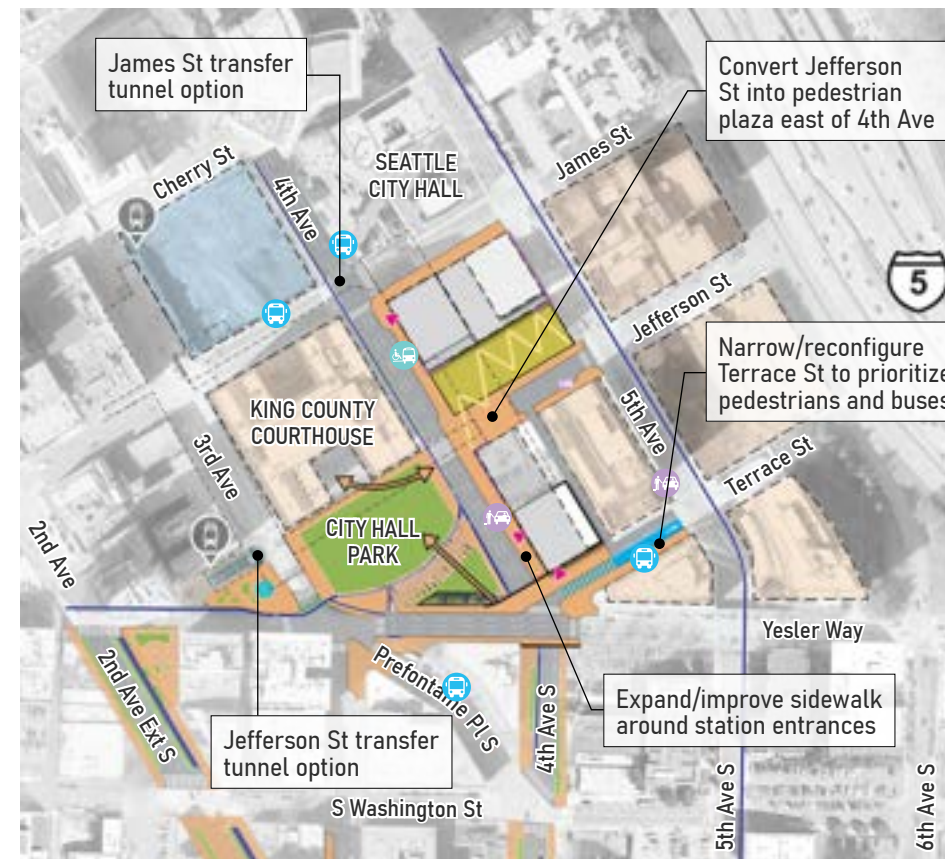 James St transfer
tunnel option
Convert Jefferson
St into pedestrian
plaza east of 4th Ave
Cherry St
4th Ave
SEATTLE
CITY HALL
James St
5
Jefferson St
Narrow/reconfigure
Terrace St to prioritize
pedestrians and buses
KING COUNTY
COURTHOUSE
5th Ave
3rd Ave
Terrace St
CITY HALL
PARK
2nd Ave
Yesler Way
2nd Ave Ext S
Prefontaine Pl S
4th Ave S
Expand/improve sidewalk
around station entrances
Jefferson St transfer
tunnel option
S Washington St
5th Ave S
6th Ave S